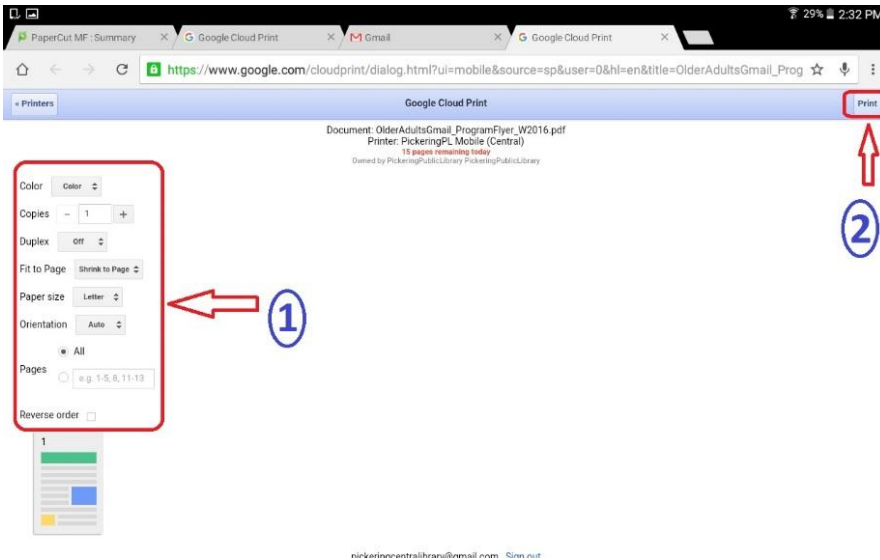 29% 2:32 PM
PaperCut MF : Summary × Google Cloud Print × Gmail × Google Cloud Print ×
https://www.google.com/cloudprint/dialog.html?ui=mobile&source=sp&user=0&hl=en&title=OlderAdultsGmail_Prog
« Printers Google Cloud Print Print
Document: OlderAdultsGmail_ProgramFlyer_W2016.pdf
Printer: PickeringPL Mobile (Central)
15 pages remaining today
Owned by PickeringPublicLibrary PickeringPublicLibrary
Color Color
Copies - 1 +
Duplex Off
Fit to Page Shrink to Page
Paper size Letter
Orientation Auto
All
Pages
e.g. 1-5, 8, 11-13
Reverse order
1
1
2
pickeringcentralibrary@gmail.com Sign out